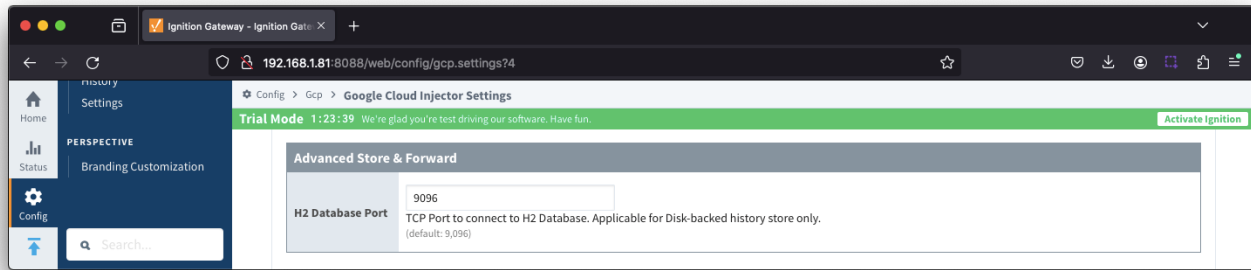 Ignition Gateway - Ignition Gate
192.168.1.81:8088/web/config/gcp.settings?4
History
Settings
PERSPECTIVE
Branding Customization
Search...
Home
Status
Config
Config > Gcp > Google Cloud Injector Settings
Trial Mode 1:23:39 We're glad you're test driving our software. Have fun.
Activate Ignition
Advanced Store & Forward
H2 Database Port
9096
TCP Port to connect to H2 Database. Applicable for Disk-backed history store only.
(default: 9,096)